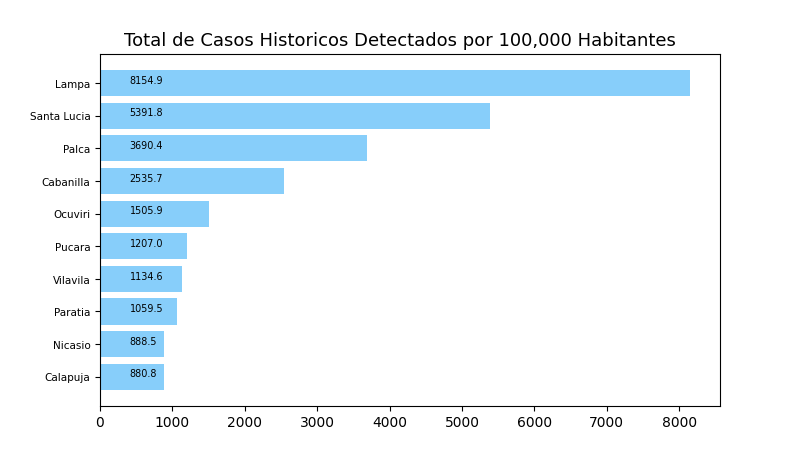 Total de Casos Historicos Detectados por 100,000 Habitantes
Lampa 8154.9
Santa Lucia 5391.8
Palca 3690.4
Cabanilla 2535.7
Ocuviri 1505.9
Pucara 1207.0
Vilavila 1134.6
Paratia 1059.5
Nicasio 888.5
Calapuja 880.8
0 1000 2000 3000 4000 5000 6000 7000 8000